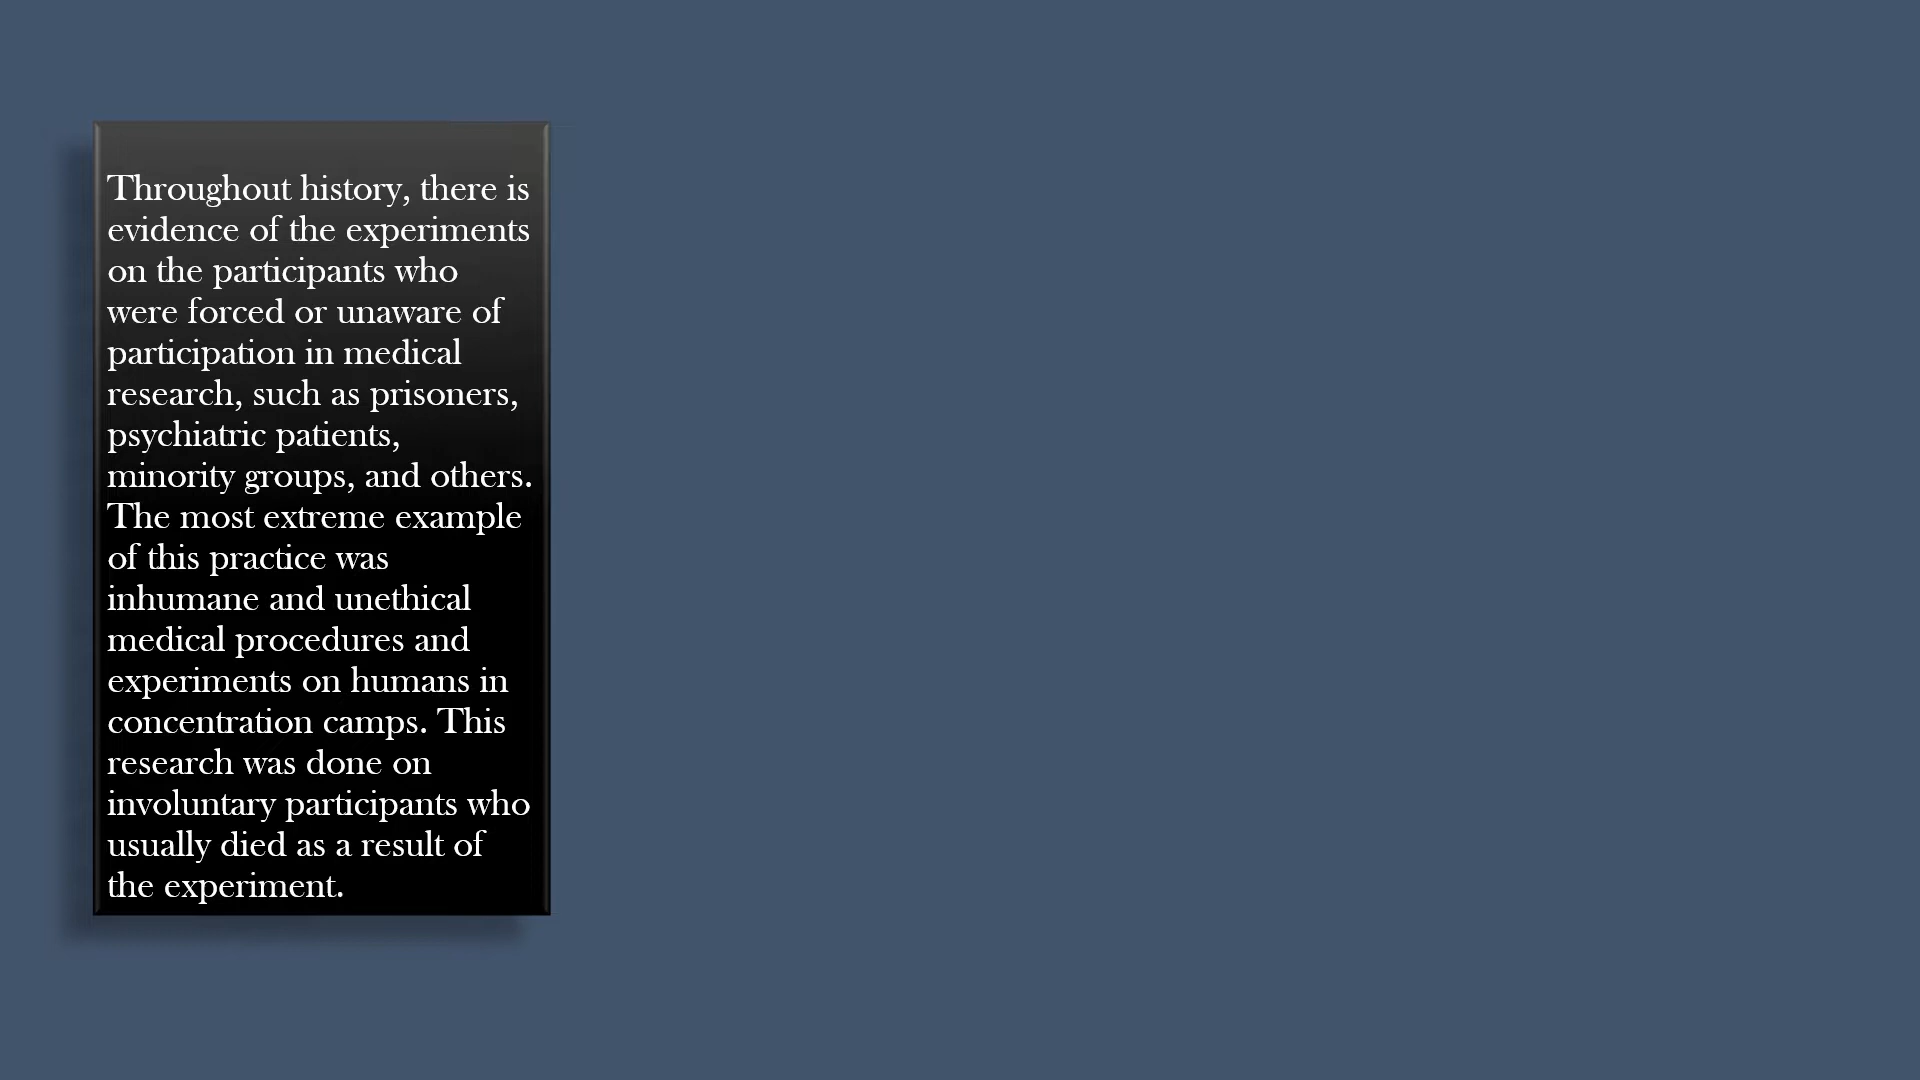 Throughout history, there is
evidence of the experiments
on the participants who
were forced or unaware of
participation in medical
research, such as prisoners,
psychiatric patients,
minority groups, and others.
The most extreme example
of this practice was
inhumane and unethical
medical procedures and
experiments on humans in
concentration camps. This
research was done on
involuntary participants who
usually died as a result of
the experiment.